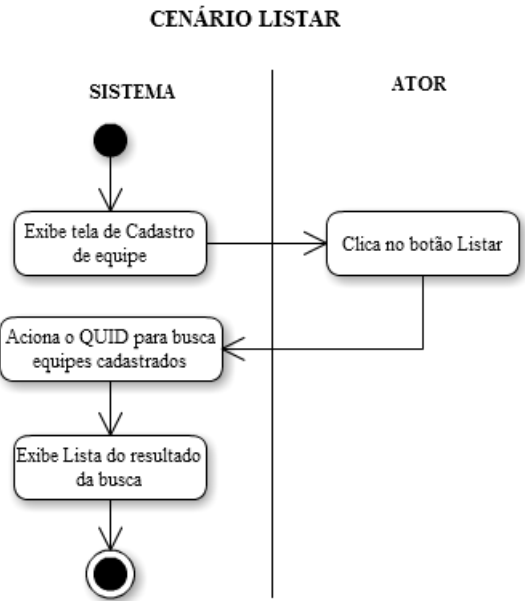 CENÁRIO LISTAR
SISTEMA
ATOR
Exibe tela de Cadastro
de equipe
Clica no botão Listar
Aciona o QUID para busca
equipes cadastrados
Exibe Lista do resultado
da busca